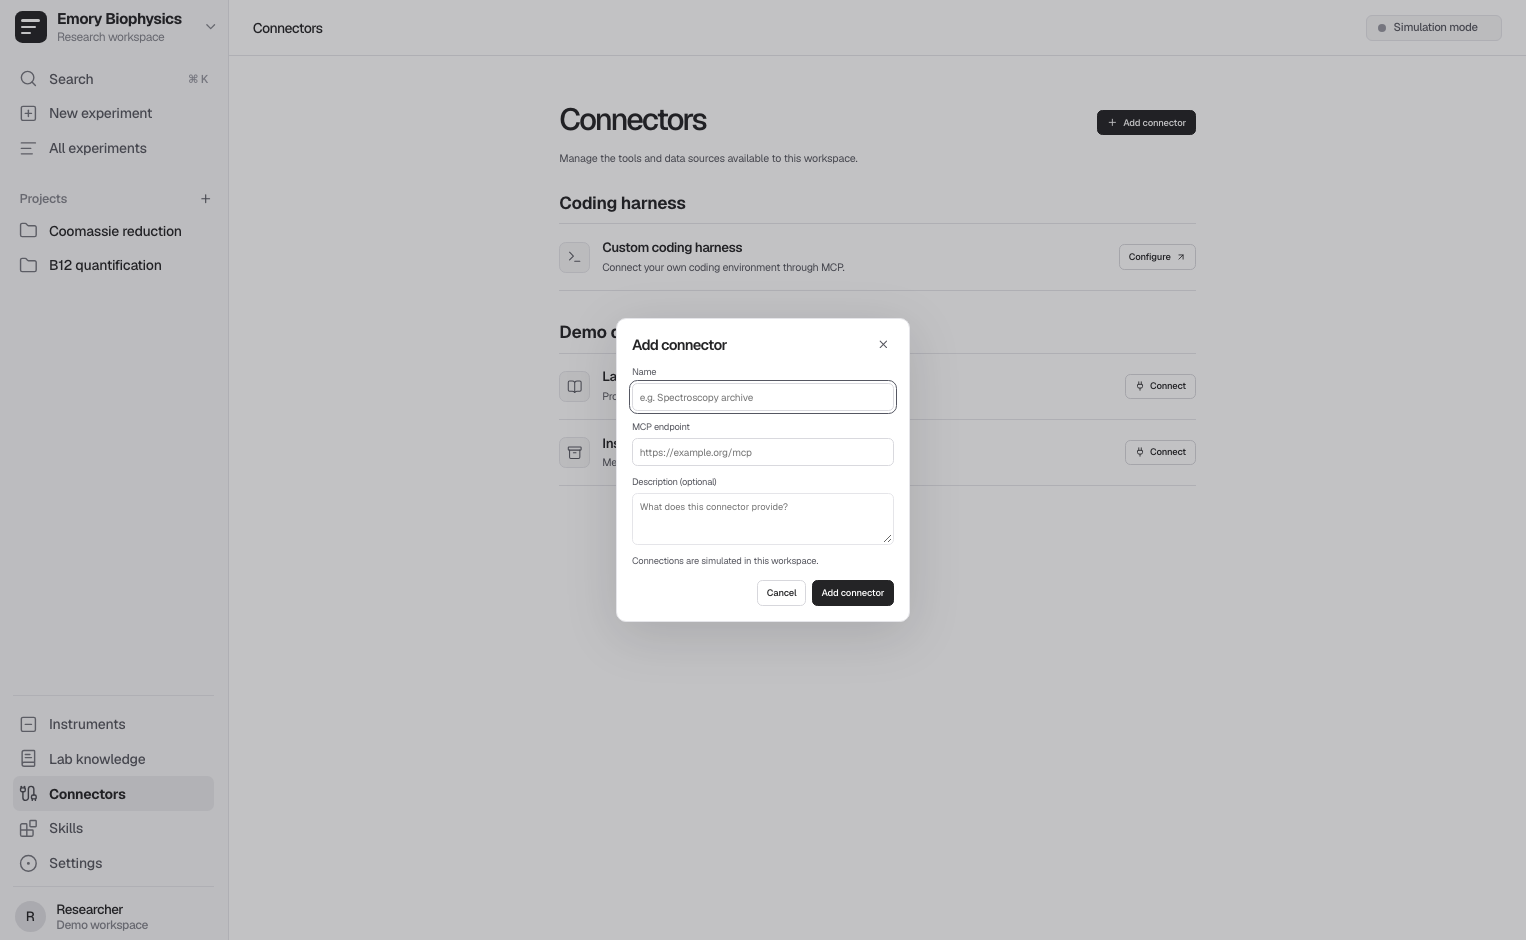 Emory Biophysics
Research workspace
Search
⌘ K
New experiment
All experiments
Projects
Coomassie reduction
B12 quantification
Instruments
Lab knowledge
Connectors
Skills
Settings
R
Researcher
Demo workspace
Connectors
Simulation mode
Connectors
Add connector
Manage the tools and data sources available to this workspace.
Coding harness
Custom coding harness
Connect your own coding environment through MCP.
Configure
Demo
Connect
Connect
Add connector
Name
e.g. Spectroscopy archive
MCP endpoint
https://example.org/mcp
Description (optional)
What does this connector provide?
Connections are simulated in this workspace.
Cancel
Add connector